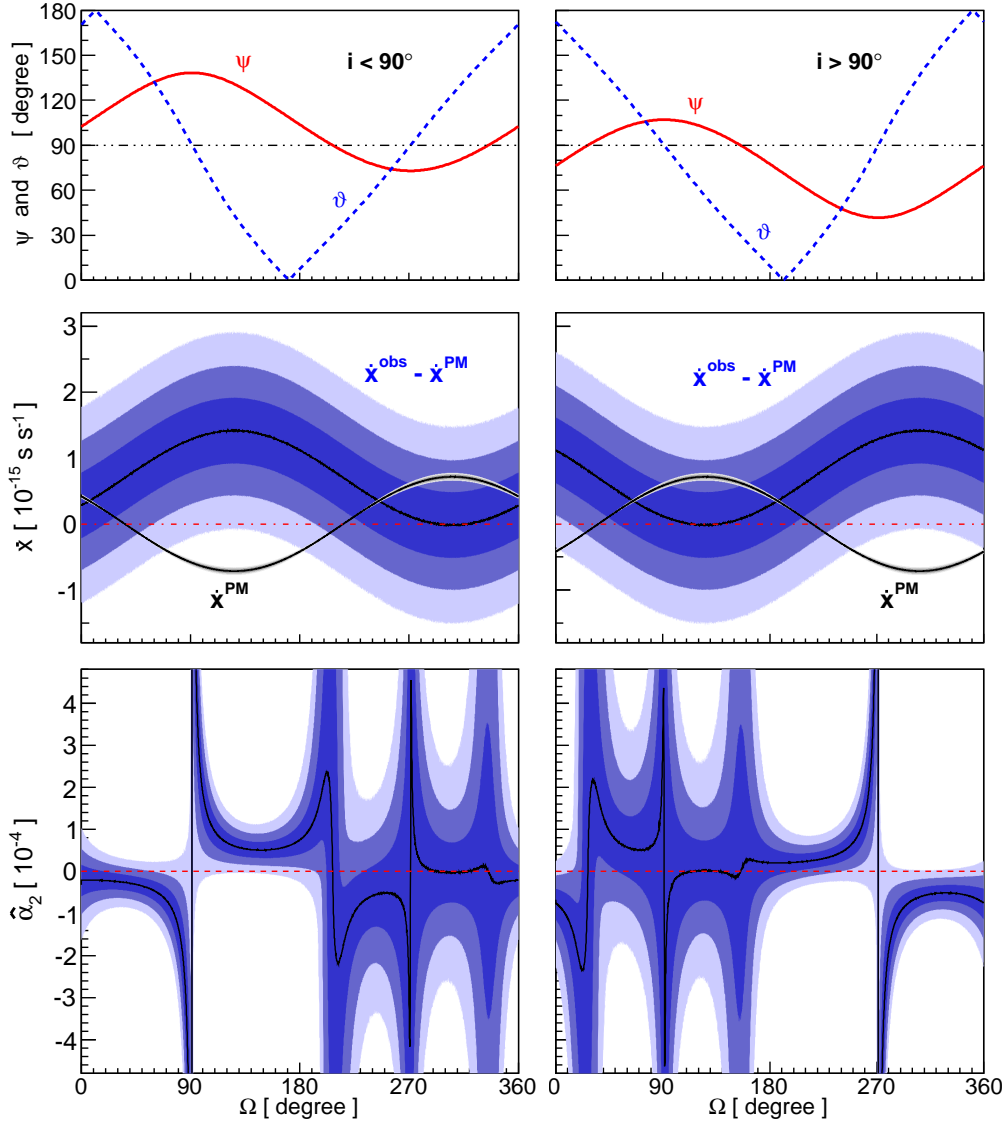 180
150
120
90
60
30
0
ψ and ϑ [ degree ]
i < 90°
ψ
ϑ
i > 90°
ψ
ϑ
3
2
1
0
-1
ẋ [ 10⁻¹⁵ s s⁻¹ ]
ẋᵒᵇˢ - ẋᴾᴹ
ẋᴾᴹ
ẋᵒᵇˢ - ẋᴾᴹ
ẋᴾᴹ
4
3
2
1
0
-1
-2
-3
-4
α̂₂ [ 10⁻⁴ ]
0 90 180 270 360
Ω [ degree ]
0 90 180 270 360
Ω [ degree ]